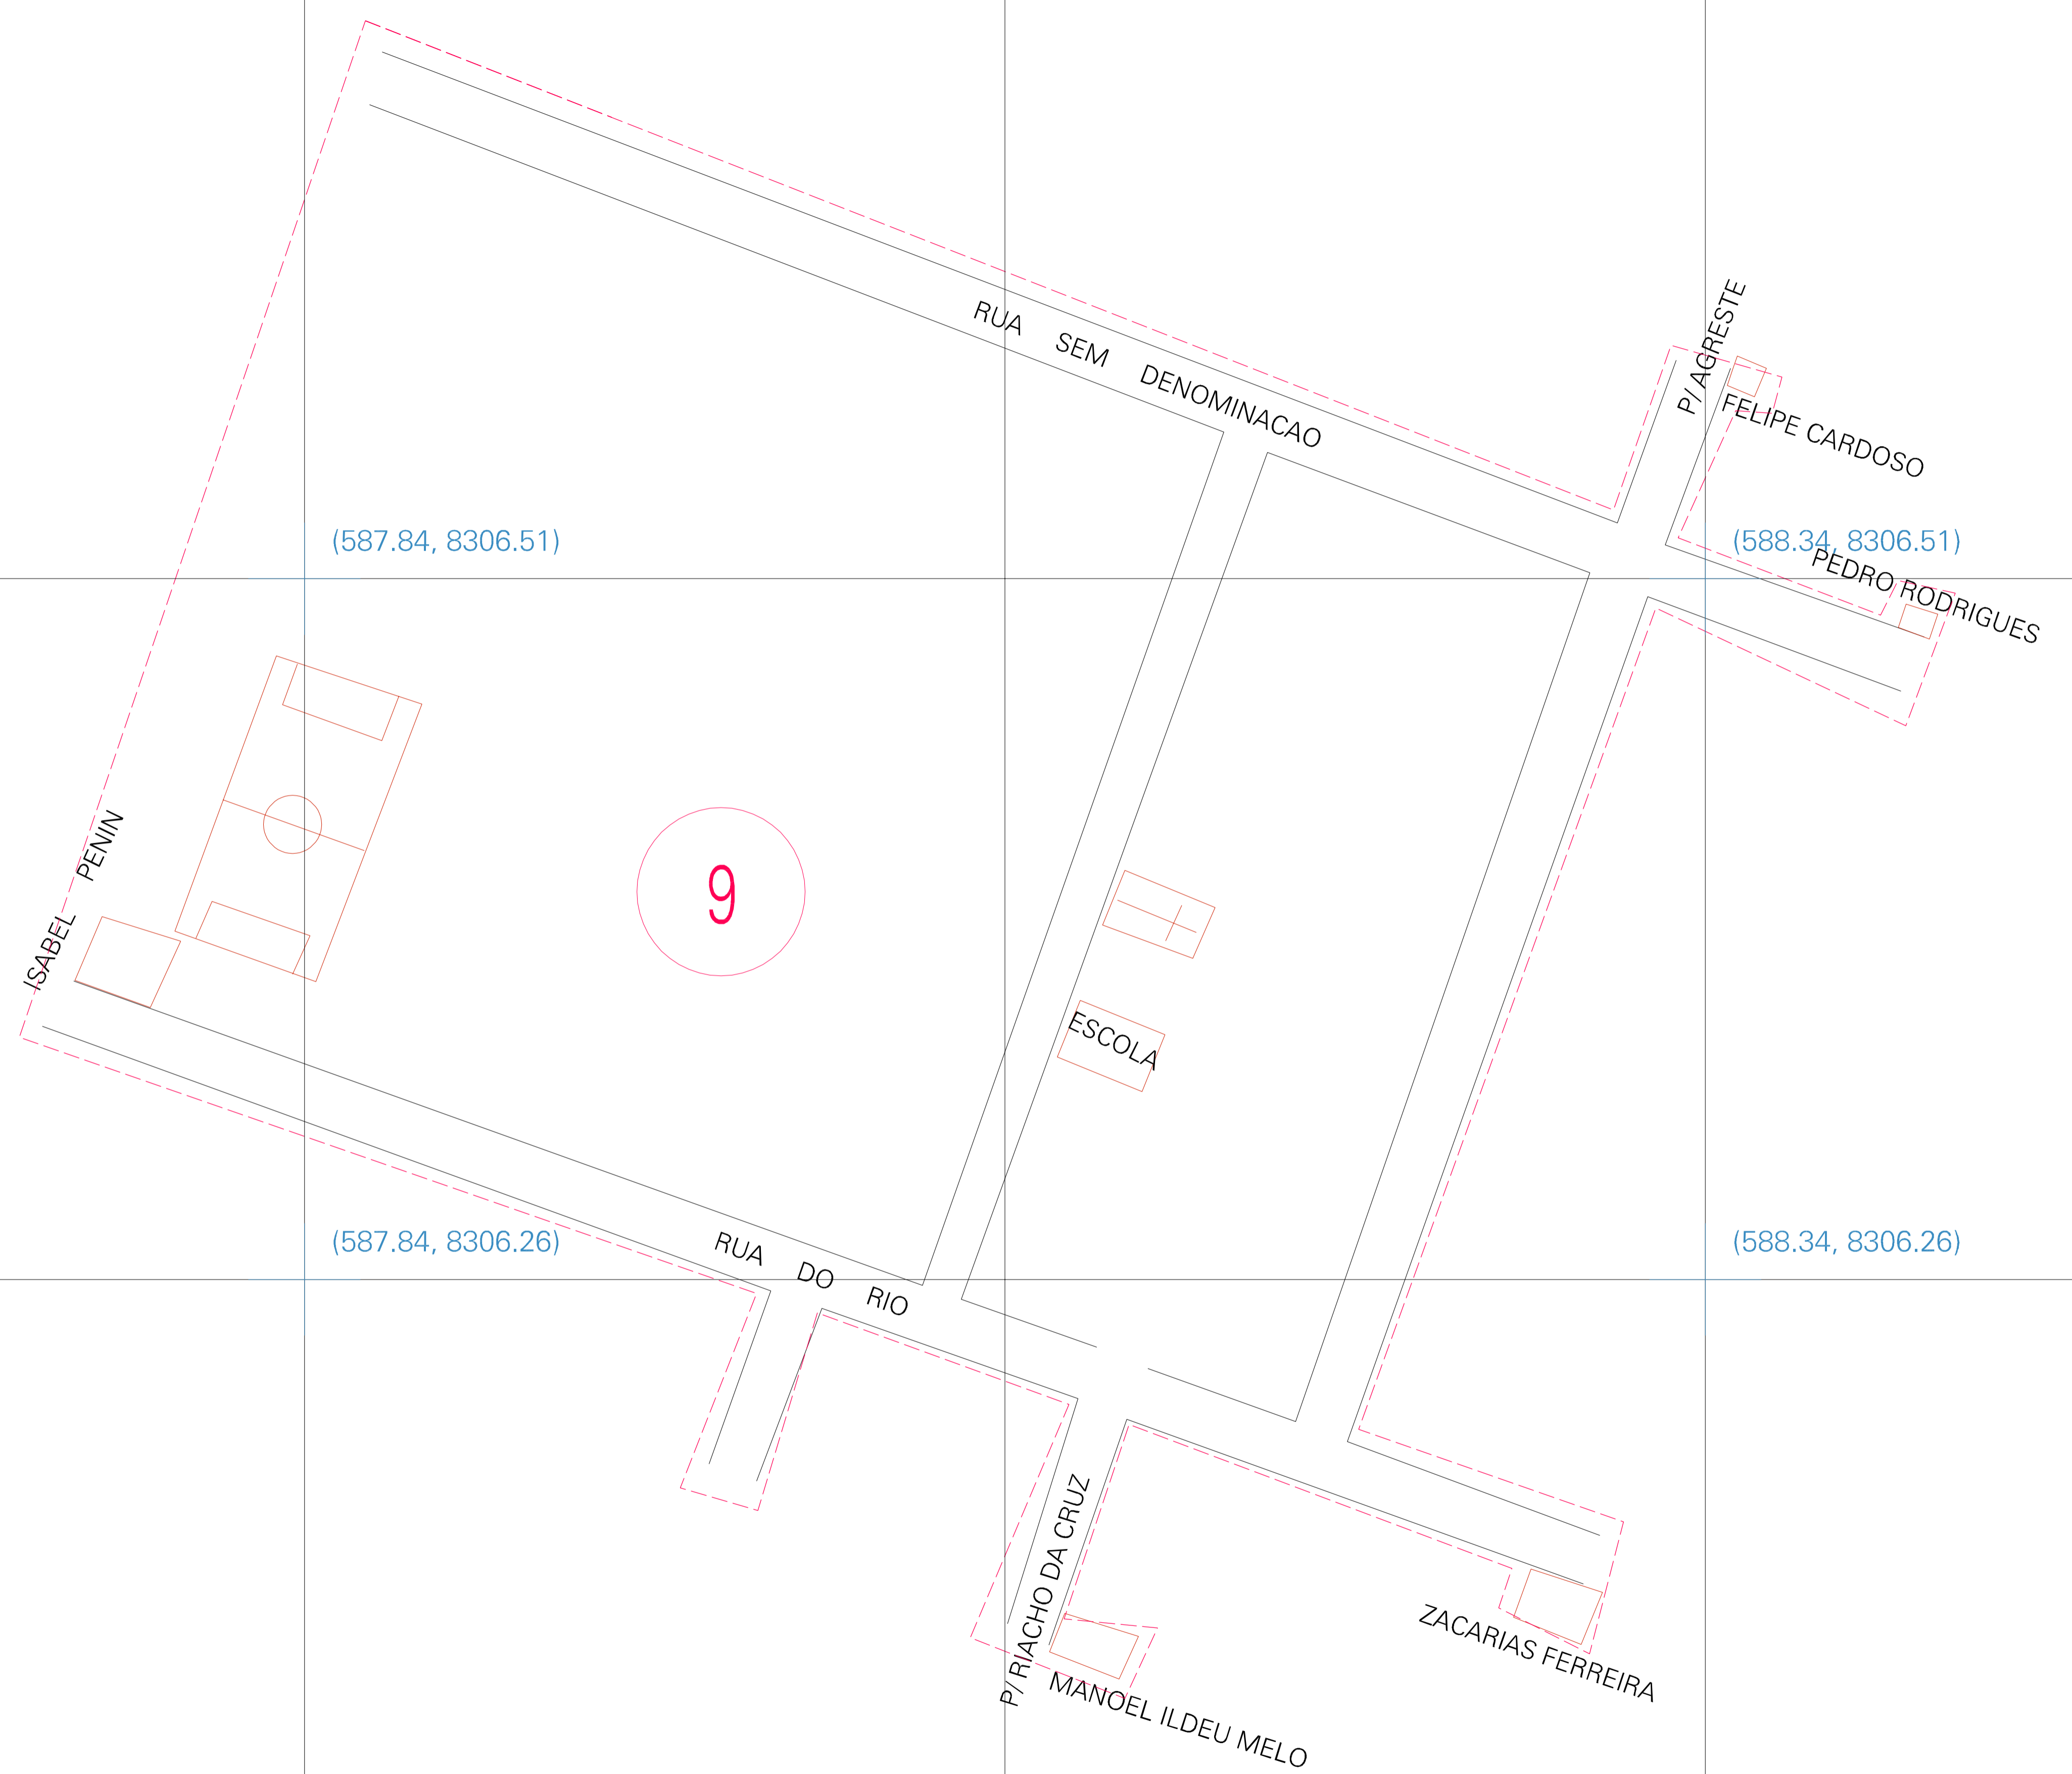 RUA SEM DENOMINACAO
P/AGRESTE
FELIPE CARDOSO
(587.84, 8306.51)
(588.34, 8306.51)
PEDRO RODRIGUES
ISABEL PENIN
9
ESCOLA
(587.84, 8306.26)
(588.34, 8306.26)
RUA DO RIO
P/RIACHO DA CRUZ
ZACARIAS FERREIRA
MANOEL ILDEU MELO